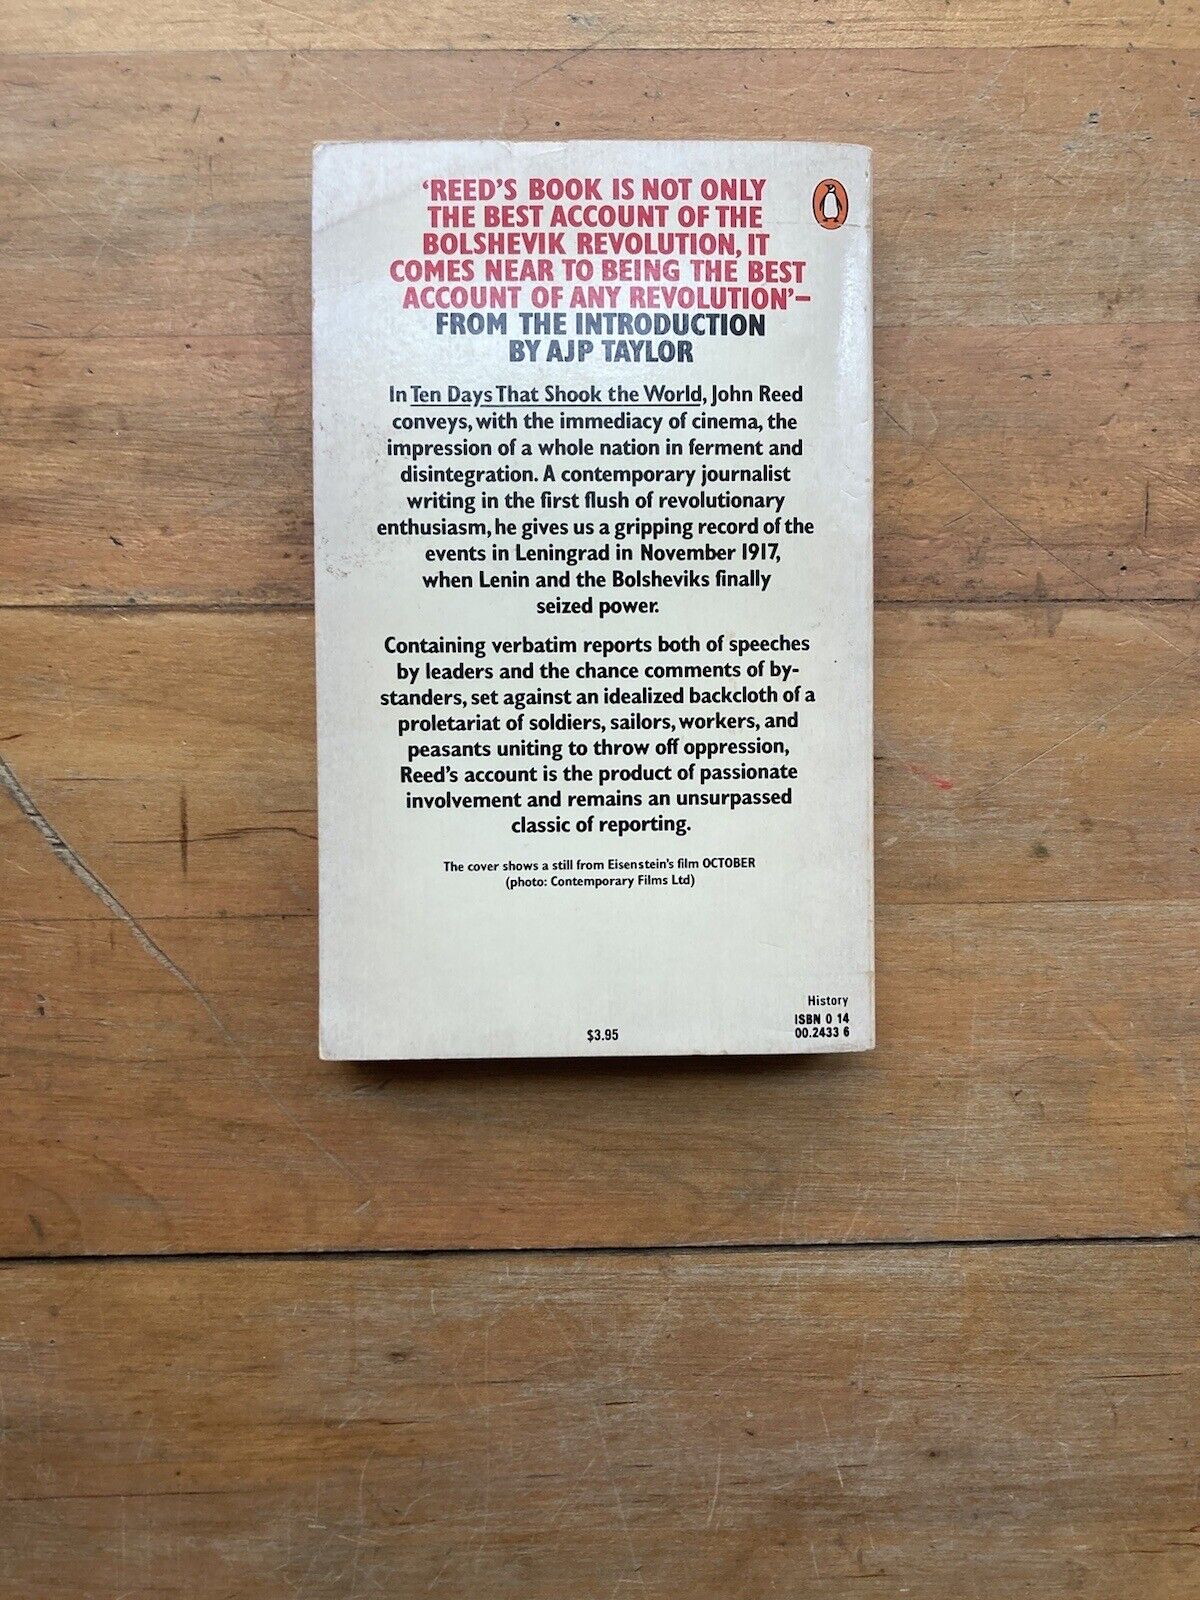 ‘REED’S BOOK IS NOT ONLY
THE BEST ACCOUNT OF THE
BOLSHEVIK REVOLUTION, IT
COMES NEAR TO BEING THE BEST
ACCOUNT OF ANY REVOLUTION’–
FROM THE INTRODUCTION
BY AJP TAYLOR
In Ten Days That Shook the World, John Reed
conveys, with the immediacy of cinema, the
impression of a whole nation in ferment and
disintegration. A contemporary journalist
writing in the first flush of revolutionary
enthusiasm, he gives us a gripping record of the
events in Leningrad in November 1917,
when Lenin and the Bolsheviks finally
seized power.
Containing verbatim reports both of speeches
by leaders and the chance comments of by-
standers, set against an idealized backcloth of a
proletariat of soldiers, sailors, workers, and
peasants uniting to throw off oppression,
Reed’s account is the product of passionate
involvement and remains an unsurpassed
classic of reporting.
The cover shows a still from Eisenstein’s film OCTOBER
(photo: Contemporary Films Ltd)
History
ISBN 0 14
00.2433 6
$3.95